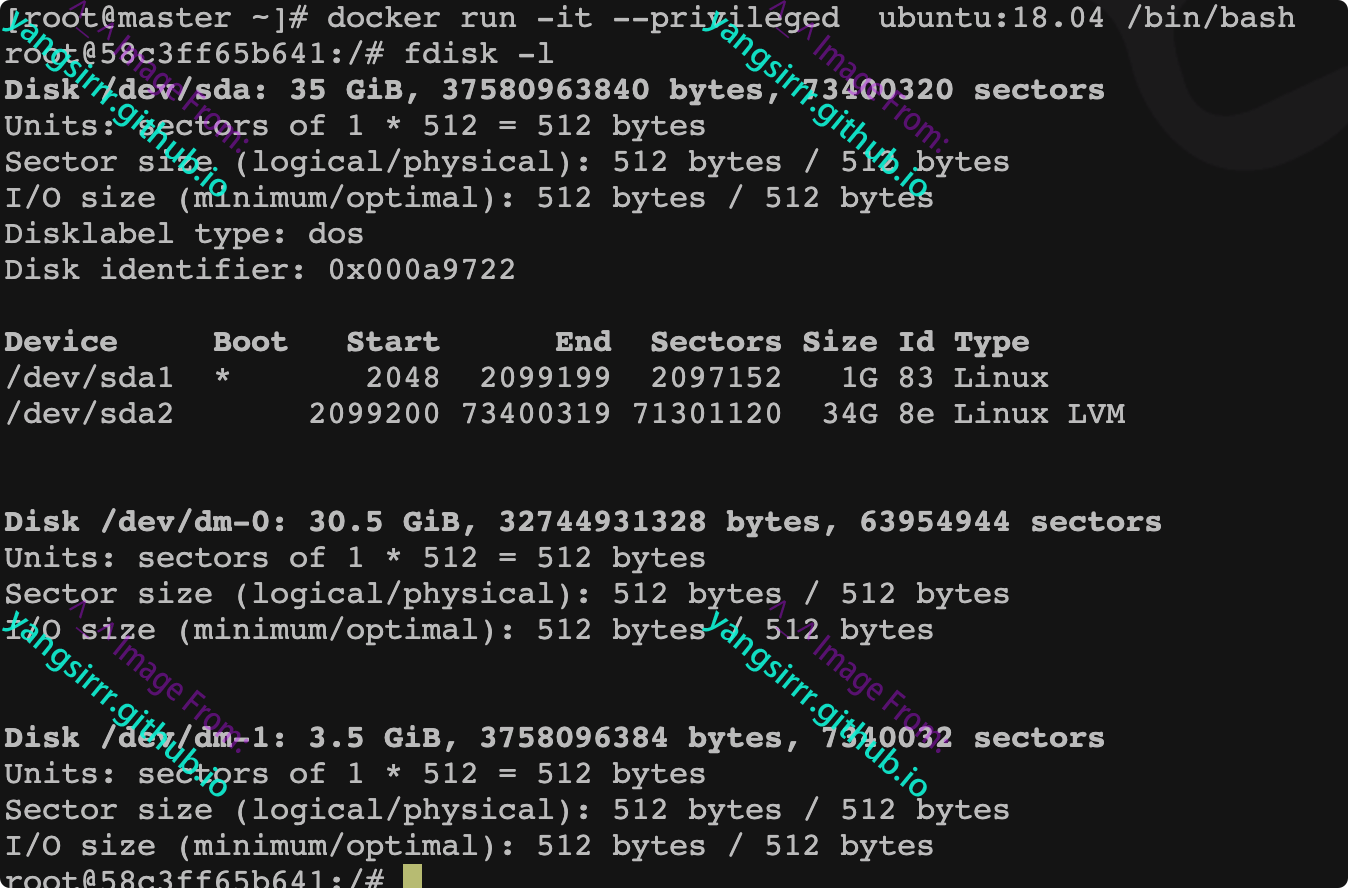 [root@master ~]# docker run -it --privileged  ubuntu:18.04 /bin/bash
root@58c3ff65b641:/# fdisk -l
Disk /dev/sda: 35 GiB, 37580963840 bytes, 73400320 sectors
Units: sectors of 1 * 512 = 512 bytes
Sector size (logical/physical): 512 bytes / 512 bytes
I/O size (minimum/optimal): 512 bytes / 512 bytes
Disklabel type: dos
Disk identifier: 0x000a9722
Device     Boot   Start      End  Sectors Size Id Type
/dev/sda1  *       2048  2099199  2097152   1G 83 Linux
/dev/sda2       2099200 73400319 71301120  34G 8e Linux LVM
Disk /dev/dm-0: 30.5 GiB, 32744931328 bytes, 63954944 sectors
Units: sectors of 1 * 512 = 512 bytes
Sector size (logical/physical): 512 bytes / 512 bytes
I/O size (minimum/optimal): 512 bytes / 512 bytes
Disk /dev/dm-1: 3.5 GiB, 3758096384 bytes, 7340032 sectors
Units: sectors of 1 * 512 = 512 bytes
Sector size (logical/physical): 512 bytes / 512 bytes
I/O size (minimum/optimal): 512 bytes / 512 bytes
root@58c3ff65b641:/#
^_^ Image From:
yangsirrr.github.io
^_^ Image From:
yangsirrr.github.io
^_^ Image From:
yangsirrr.github.io
^_^ Image From:
yangsirrr.github.io